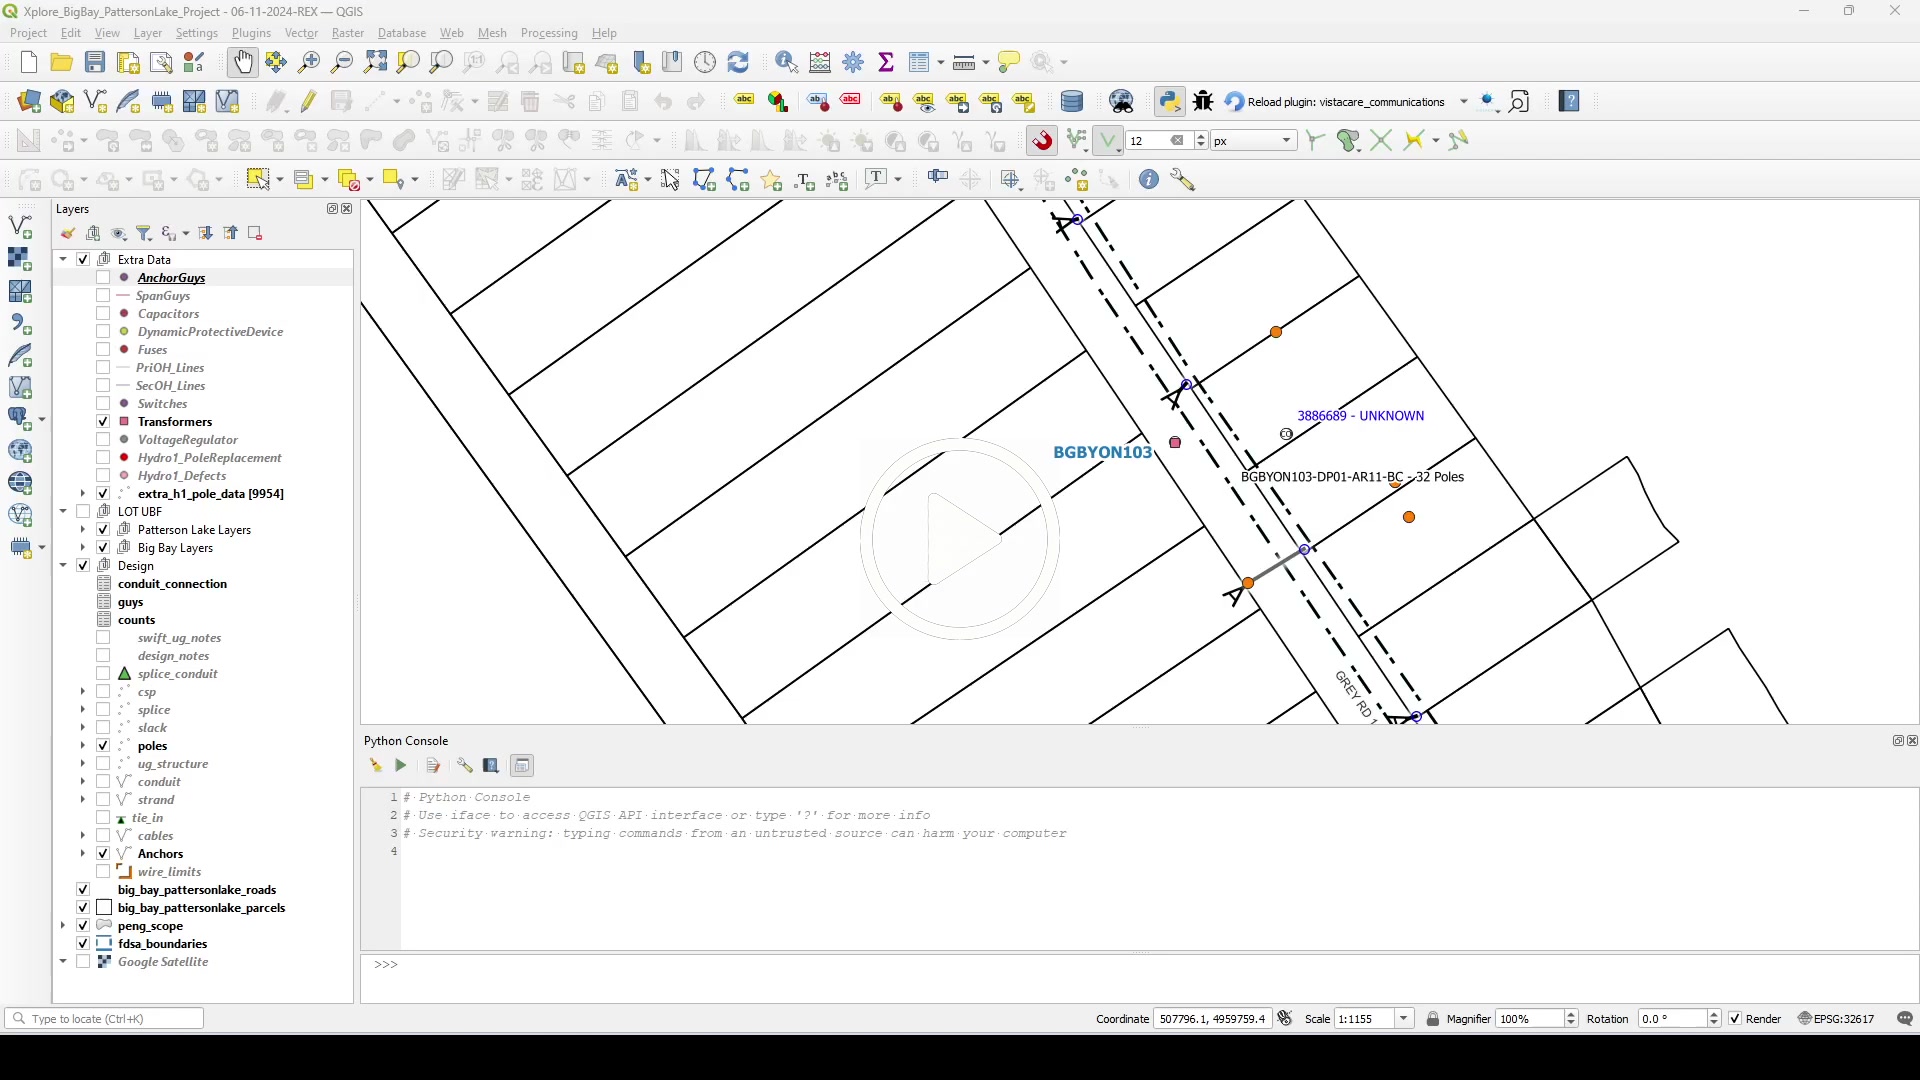 Xplore_BigBay_PattersonLake_Project - 06-11-2024-REX — QGIS
Project Edit View Layer Settings Plugins Vector Raster Database Web Mesh Processing Help
Reload plugin: vistacare_communications
12 px
Layers
Extra Data
AnchorGuys
SpanGuys
Capacitors
DynamicProtectiveDevice
Fuses
PriOH_Lines
SecOH_Lines
Switches
Transformers
VoltageRegulator
Hydro1_PoleReplacement
Hydro1_Defects
extra_h1_pole_data [9954]
LOT UBF
Patterson Lake Layers
Big Bay Layers
Design
conduit_connection
guys
counts
swift_ug_notes
design_notes
splice_conduit
csp
splice
slack
poles
ug_structure
conduit
strand
tie_in
cables
Anchors
wire_limits
big_bay_pattersonlake_roads
big_bay_pattersonlake_parcels
peng_scope
fdsa_boundaries
Google Satellite
3886689 - UNKNOWN
BGBYON103
BGBYON103-DP01-AR11-BC - 32 Poles
GREY RD 1
Python Console
1 # Python Console
2 # Use iface to access QGIS API interface or type '?' for more info
3 # Security warning: typing commands from an untrusted source can harm your computer
4
>>>
Type to locate (Ctrl+K)
Coordinate 507796.1, 4959759.4 Scale 1:1155 Magnifier 100% Rotation 0.0 ° Render EPSG:32617